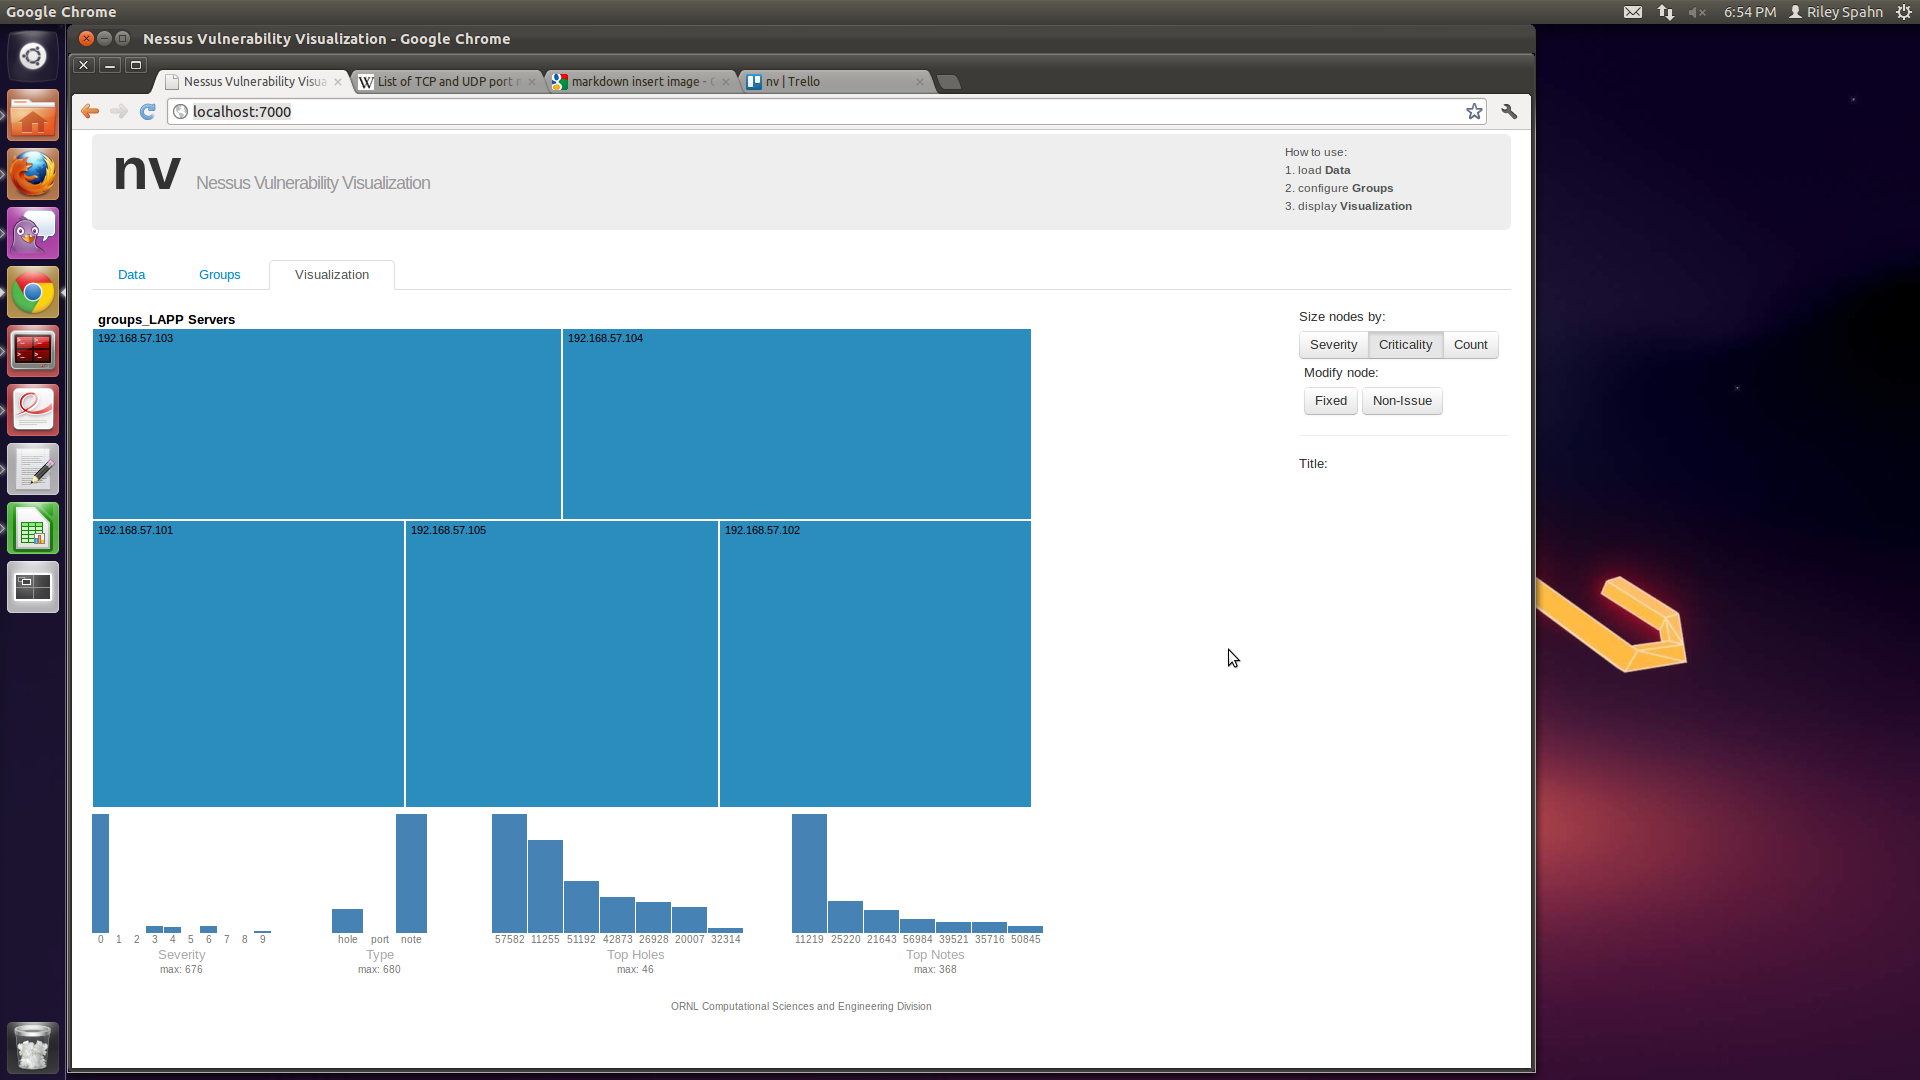 Google Chrome
6:54 PM
Riley Spahn
Nessus Vulnerability Visualization - Google Chrome
Nessus Vulnerability Visua
List of TCP and UDP port
markdown insert image -
nv | Trello
localhost:7000
nv
Nessus Vulnerability Visualization
How to use:
1. load Data
2. configure Groups
3. display Visualization
Data
Groups
Visualization
groups_LAPP Servers
192.168.57.103
192.168.57.104
192.168.57.101
192.168.57.105
192.168.57.102
Size nodes by:
Severity
Criticality
Count
Modify node:
Fixed
Non-Issue
Title:
0 1 2 3 4 5 6 7 8 9
Severity
max: 676
hole port note
Type
max: 680
57582 11255 51192 42873 26928 20007 32314
Top Holes
max: 46
11219 25220 21643 56984 39521 35716 50845
Top Notes
max: 368
ORNL Computational Sciences and Engineering Division